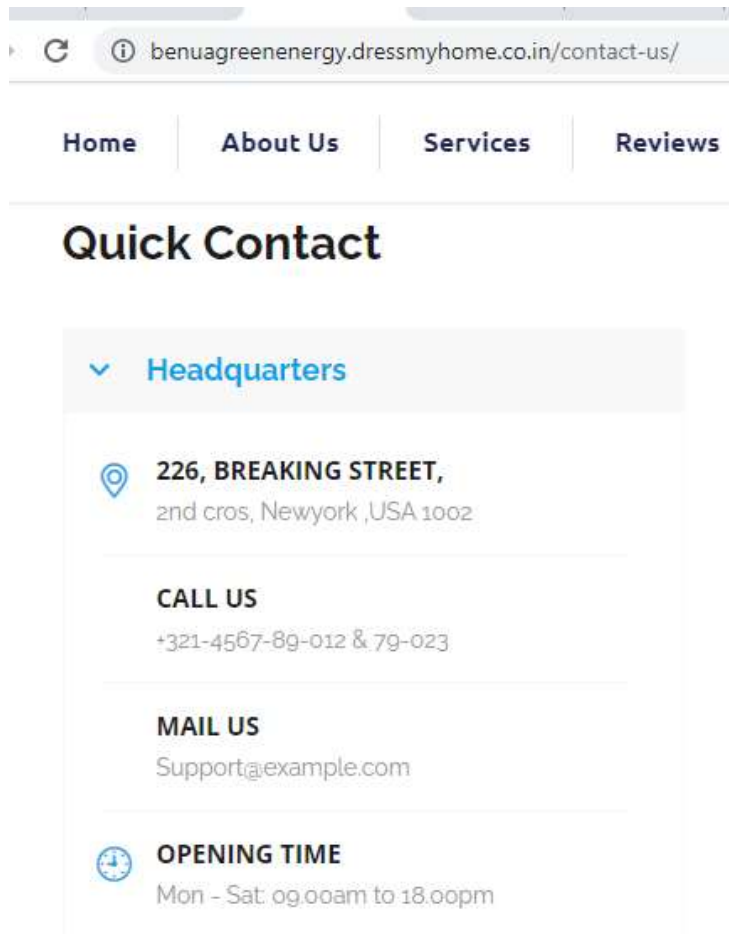 benuagreenenergy.dressmyhome.co.in/contact-us/
Home About Us Services Reviews
Quick Contact
Headquarters
226, BREAKING STREET,
2nd cros, Newyork ,USA 1002
CALL US
+321-4567-89-012 & 79-023
MAIL US
Support@example.com
OPENING TIME
Mon - Sat: 09.00am to 18.00pm